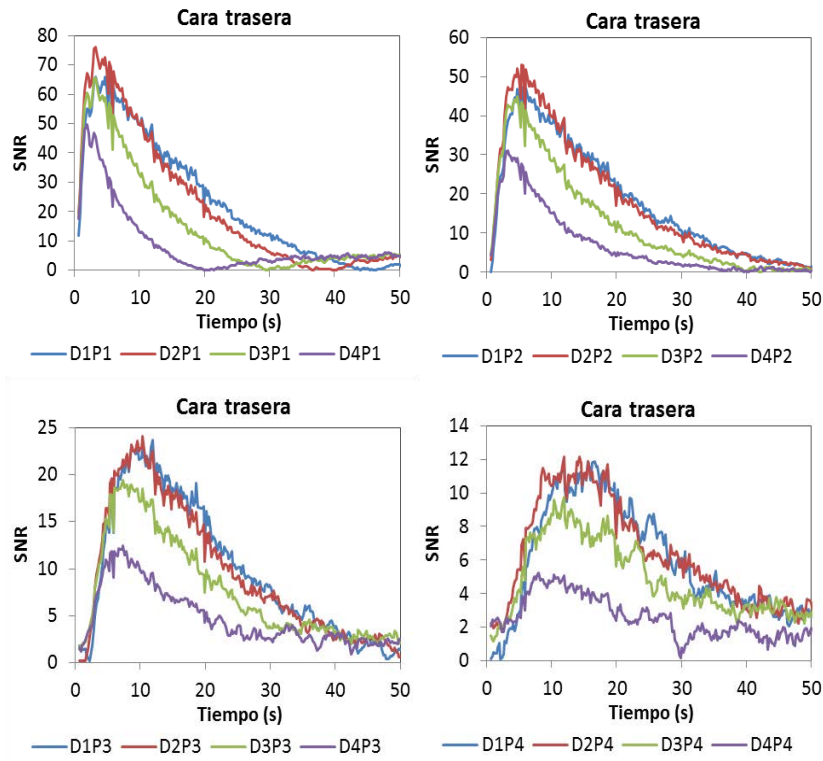 Cara trasera
80
70
60
50
40
30
20
10
0
SNR
0 10 20 30 40 50
Tiempo (s)
D1P1 D2P1 D3P1 D4P1
Cara trasera
60
50
40
30
20
10
0
SNR
0 10 20 30 40 50
Tiempo (s)
D1P2 D2P2 D3P2 D4P2
Cara trasera
25
20
15
10
5
0
SNR
0 10 20 30 40 50
Tiempo (s)
D1P3 D2P3 D3P3 D4P3
Cara trasera
14
12
10
8
6
4
2
0
SNR
0 10 20 30 40 50
Tiempo (s)
D1P4 D2P4 D3P4 D4P4